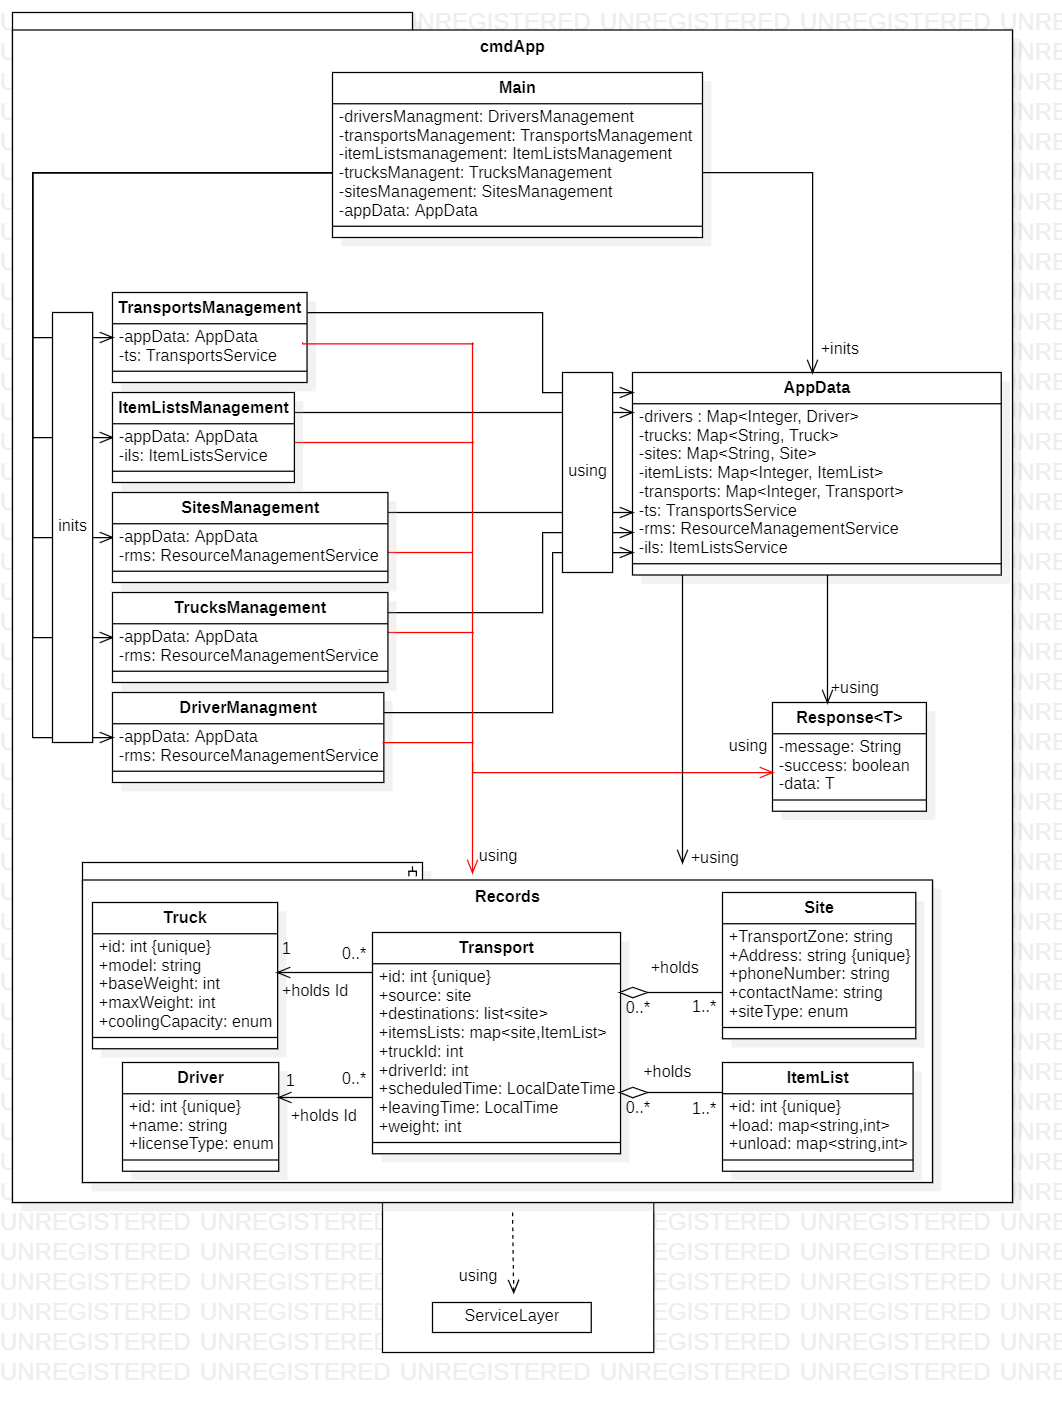 cmdApp
Main
-driversManagment: DriversManagement
-transportsManagement: TransportsManagement
-itemListsmanagement: ItemListsManagement
-trucksManagent: TrucksManagement
-sitesManagement: SitesManagement
-appData: AppData
+inits
inits
TransportsManagement
-appData: AppData
-ts: TransportsService
ItemListsManagement
-appData: AppData
-ils: ItemListsService
SitesManagement
-appData: AppData
-rms: ResourceManagementService
TrucksManagement
-appData: AppData
-rms: ResourceManagementService
DriverManagment
-appData: AppData
-rms: ResourceManagementService
using
AppData
-drivers : Map<Integer, Driver>
-trucks: Map<String, Truck>
-sites: Map<String, Site>
-itemLists: Map<Integer, ItemList>
-transports: Map<Integer, Transport>
-ts: TransportsService
-rms: ResourceManagementService
-ils: ItemListsService
+using
using
Response<T>
-message: String
-success: boolean
-data: T
using
+using
Records
Truck
+id: int {unique}
+model: string
+baseWeight: int
+maxWeight: int
+coolingCapacity: enum
1
0..*
+holds Id
Driver
+id: int {unique}
+name: string
+licenseType: enum
1
0..*
+holds Id
Transport
+id: int {unique}
+source: site
+destinations: list<site>
+itemsLists: map<site,ItemList>
+truckId: int
+driverId: int
+scheduledTime: LocalDateTime
+leavingTime: LocalTime
+weight: int
+holds
0..*
1..*
Site
+TransportZone: string
+Address: string {unique}
+phoneNumber: string
+contactName: string
+siteType: enum
+holds
0..*
1..*
ItemList
+id: int {unique}
+load: map<string,int>
+unload: map<string,int>
using
ServiceLayer
UNREGISTERED